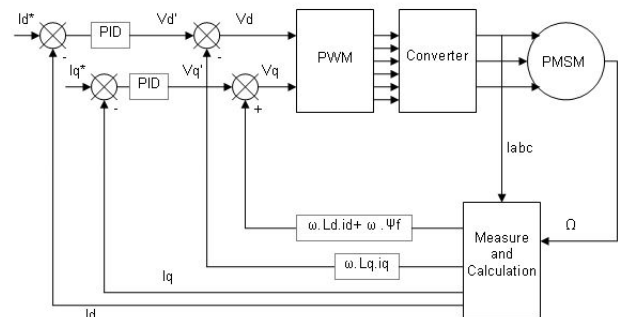 Id*
PID
Vd'
Vd
PWM
Converter
PMSM
Iq*
PID
Vq'
Vq
-
-
-
+
Iabc
ω.Ld.id+ ω.Ψf
Measure
and
Calculation
Ω
ω.Lq.iq
Iq
Id